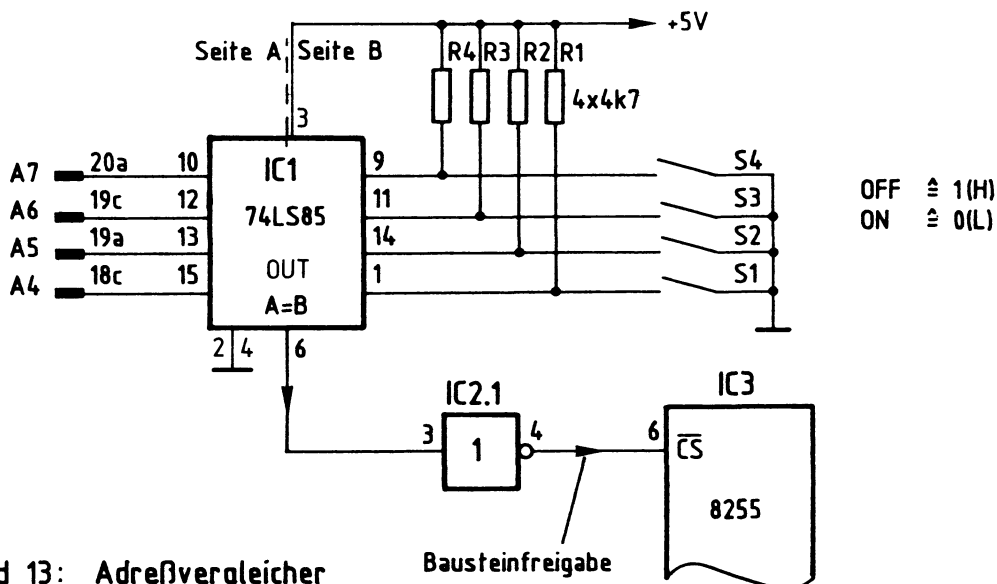 +5V
Seite A Seite B
R4 R3 R2 R1
4x4k7
3
A7 20a 10 IC1 9 S4
A6 19c 12 74LS85 11 S3
A5 19a 13 14 S2
A4 18c 15 OUT 1 S1
A=B
OFF ≙ 1(H)
ON ≙ 0(L)
2 4 6
IC2.1
IC3
3 1 4 6 C̅S̅
8255
Bausteinfreigabe
d 13: Adreßvergleicher